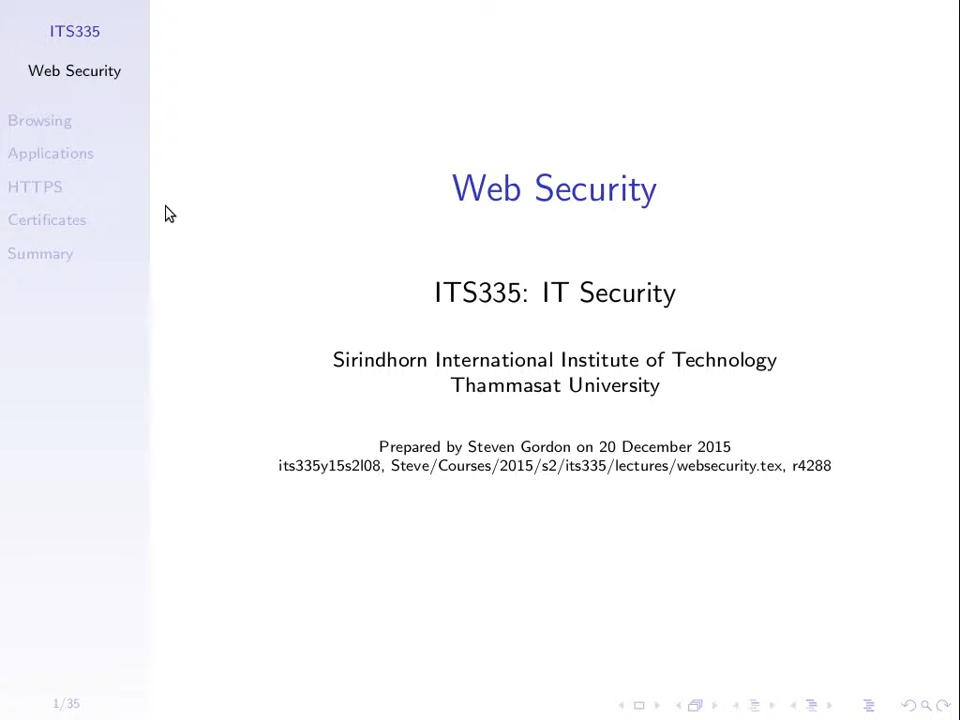 ITS335
Web Security
Browsing
Applications
HTTPS
Certificates
Summary
Web Security
ITS335: IT Security
Sirindhorn International Institute of Technology
Thammasat University
Prepared by Steven Gordon on 20 December 2015
its335y15s2l08, Steve/Courses/2015/s2/its335/lectures/websecurity.tex, r4288
1/35